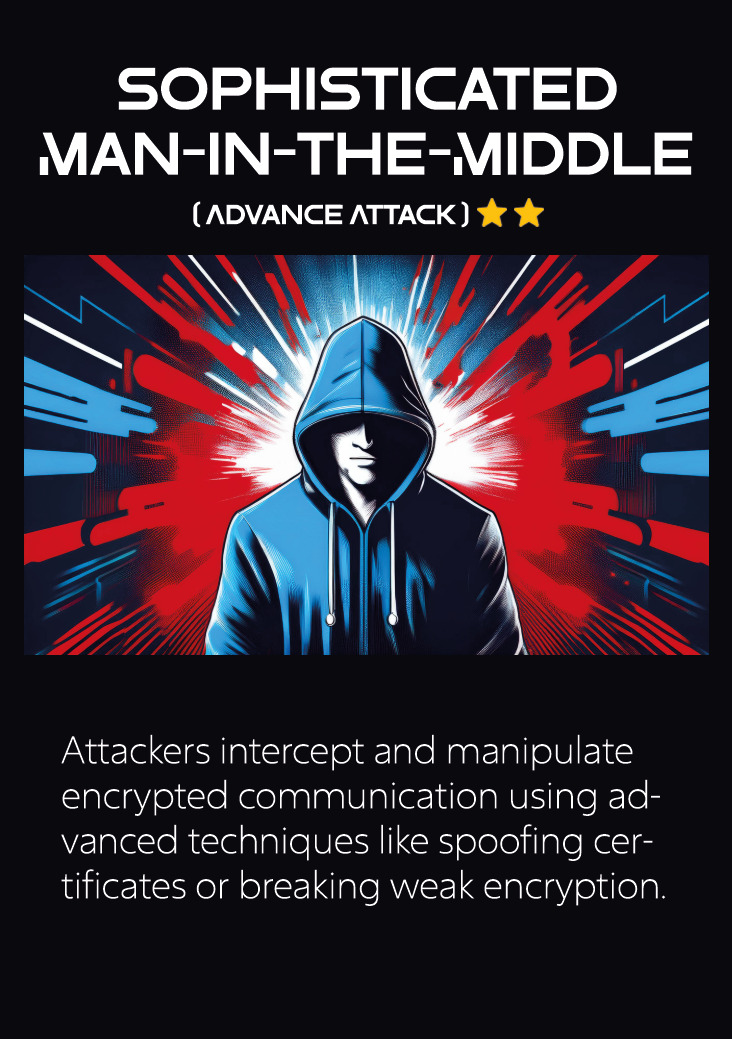 SOPHISTICATED
MAN-IN-THE-MIDDLE
(ADVANCE ATTACK)
Attackers intercept and manipulate
encrypted communication using ad-
vanced techniques like spoofing cer-
tificates or breaking weak encryption.